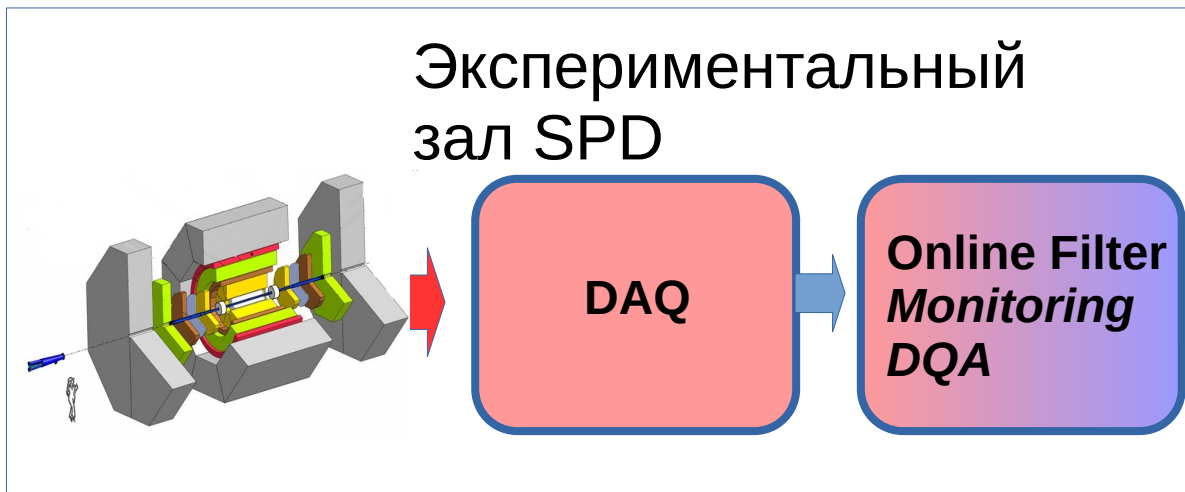 Экспериментальный
зал SPD
DAQ
Online Filter
Monitoring
DQA